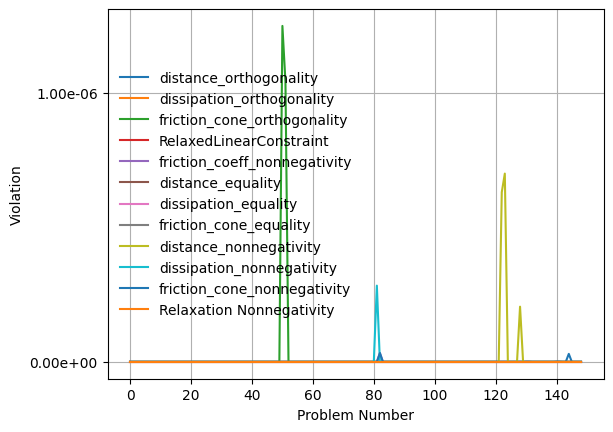 1.00e-06
0.00e+00
Violation
distance_orthogonality
dissipation_orthogonality
friction_cone_orthogonality
RelaxedLinearConstraint
friction_coeff_nonnegativity
distance_equality
dissipation_equality
friction_cone_equality
distance_nonnegativity
dissipation_nonnegativity
friction_cone_nonnegativity
Relaxation Nonnegativity
0 20 40 60 80 100 120 140
Problem Number